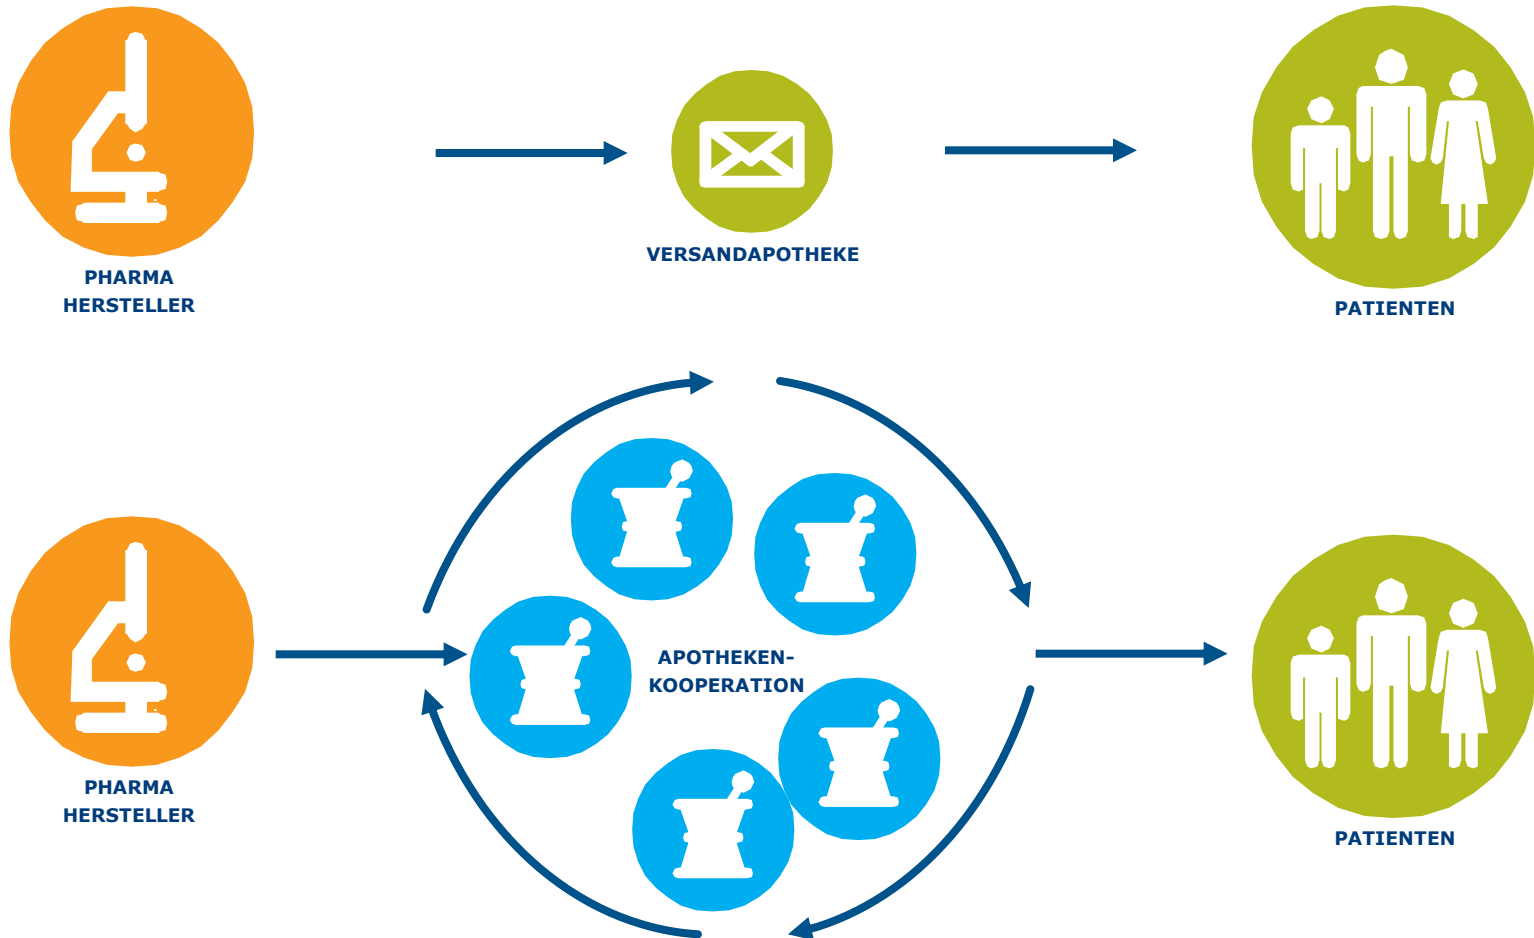 PHARMA
HERSTELLER
VERSANDAPOTHEKE
PATIENTEN
APOTHEKEN-
KOOPERATION
PHARMA
HERSTELLER
PATIENTEN